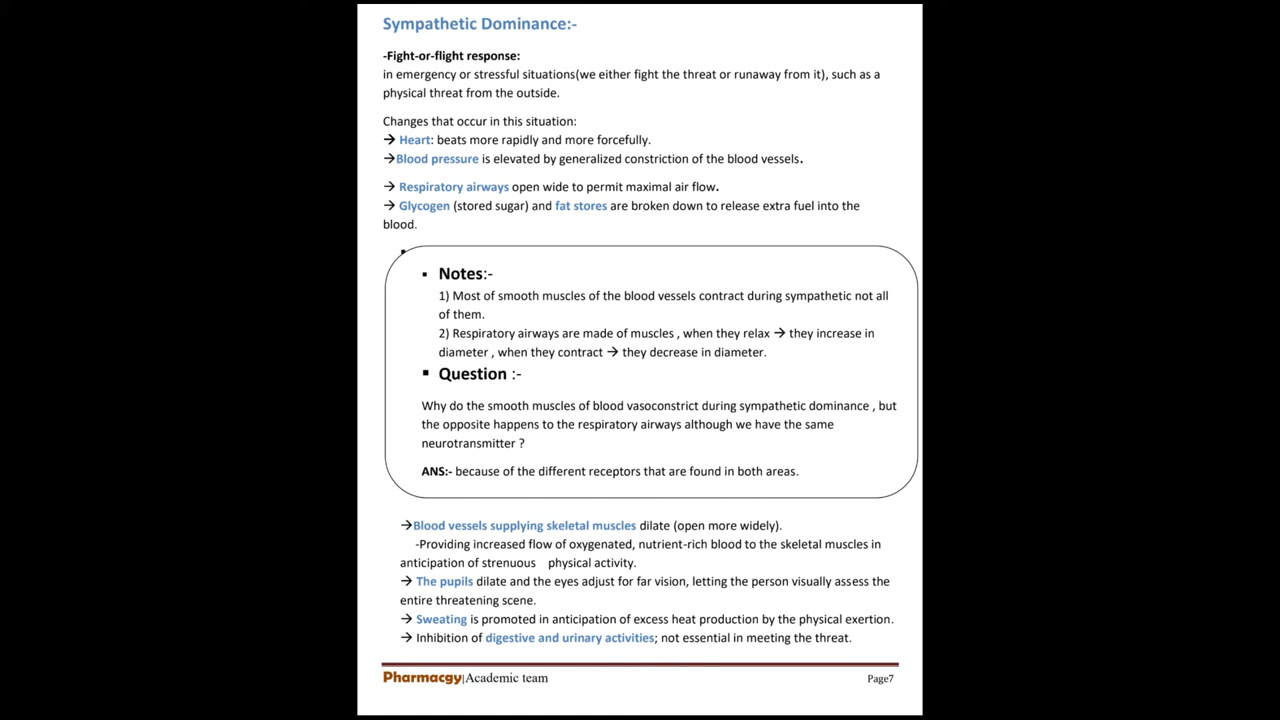 Sympathetic Dominance:-
-Fight-or-flight response:
in emergency or stressful situations(we either fight the threat or runaway from it), such as a
physical threat from the outside.
Changes that occur in this situation:
→ Heart: beats more rapidly and more forcefully.
→Blood pressure is elevated by generalized constriction of the blood vessels.
→ Respiratory airways open wide to permit maximal air flow.
→ Glycogen (stored sugar) and fat stores are broken down to release extra fuel into the
blood.
▪ Notes:-
1) Most of smooth muscles of the blood vessels contract during sympathetic not all
of them.
2) Respiratory airways are made of muscles , when they relax → they increase in
diameter , when they contract → they decrease in diameter.
▪ Question :-
Why do the smooth muscles of blood vasoconstrict during sympathetic dominance , but
the opposite happens to the respiratory airways although we have the same
neurotransmitter ?
ANS:- because of the different receptors that are found in both areas.
→Blood vessels supplying skeletal muscles dilate (open more widely).
-Providing increased flow of oxygenated, nutrient-rich blood to the skeletal muscles in
anticipation of strenuous physical activity.
→ The pupils dilate and the eyes adjust for far vision, letting the person visually assess the
entire threatening scene.
→ Sweating is promoted in anticipation of excess heat production by the physical exertion.
→ Inhibition of digestive and urinary activities; not essential in meeting the threat.
Pharmacgy|Academic team Page7